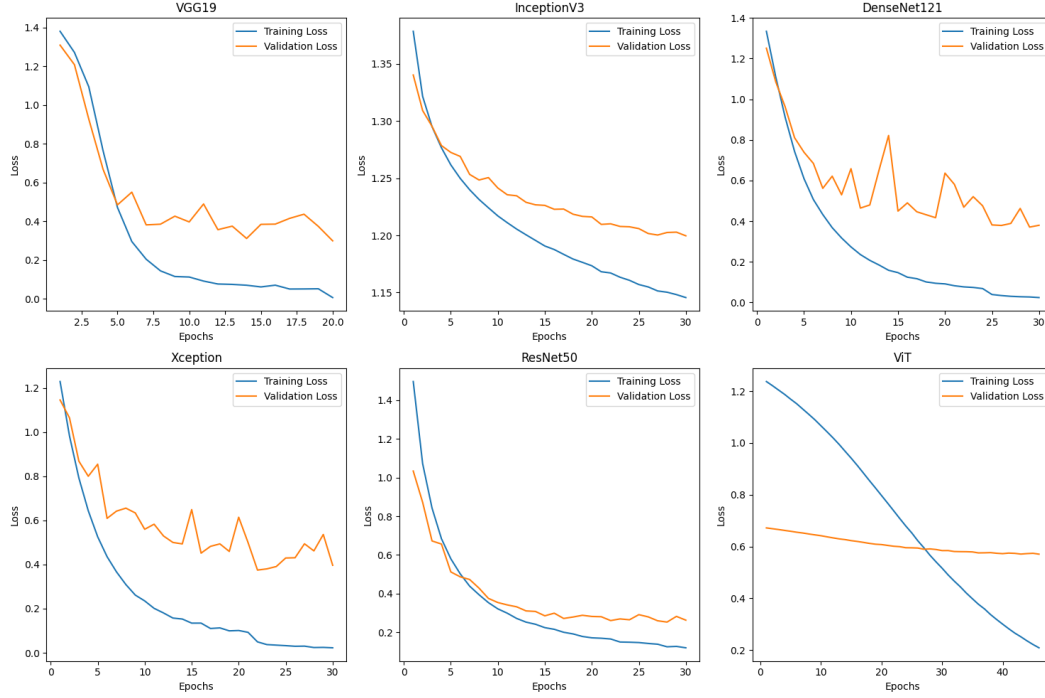 VGG19
Training Loss
Validation Loss
1.4
1.2
1.0
0.8
0.6
0.4
0.2
0.0
Loss
2.5 5.0 7.5 10.0 12.5 15.0 17.5 20.0
Epochs
InceptionV3
Training Loss
Validation Loss
1.35
1.30
1.25
1.20
1.15
Loss
0 5 10 15 20 25 30
Epochs
DenseNet121
Training Loss
Validation Loss
1.4
1.2
1.0
0.8
0.6
0.4
0.2
0.0
Loss
0 5 10 15 20 25 30
Epochs
Xception
Training Loss
Validation Loss
1.2
1.0
0.8
0.6
0.4
0.2
0.0
Loss
0 5 10 15 20 25 30
Epochs
ResNet50
Training Loss
Validation Loss
1.4
1.2
1.0
0.8
0.6
0.4
0.2
Loss
0 5 10 15 20 25 30
Epochs
ViT
Training Loss
Validation Loss
1.2
1.0
0.8
0.6
0.4
0.2
Loss
0 10 20 30 40
Epochs